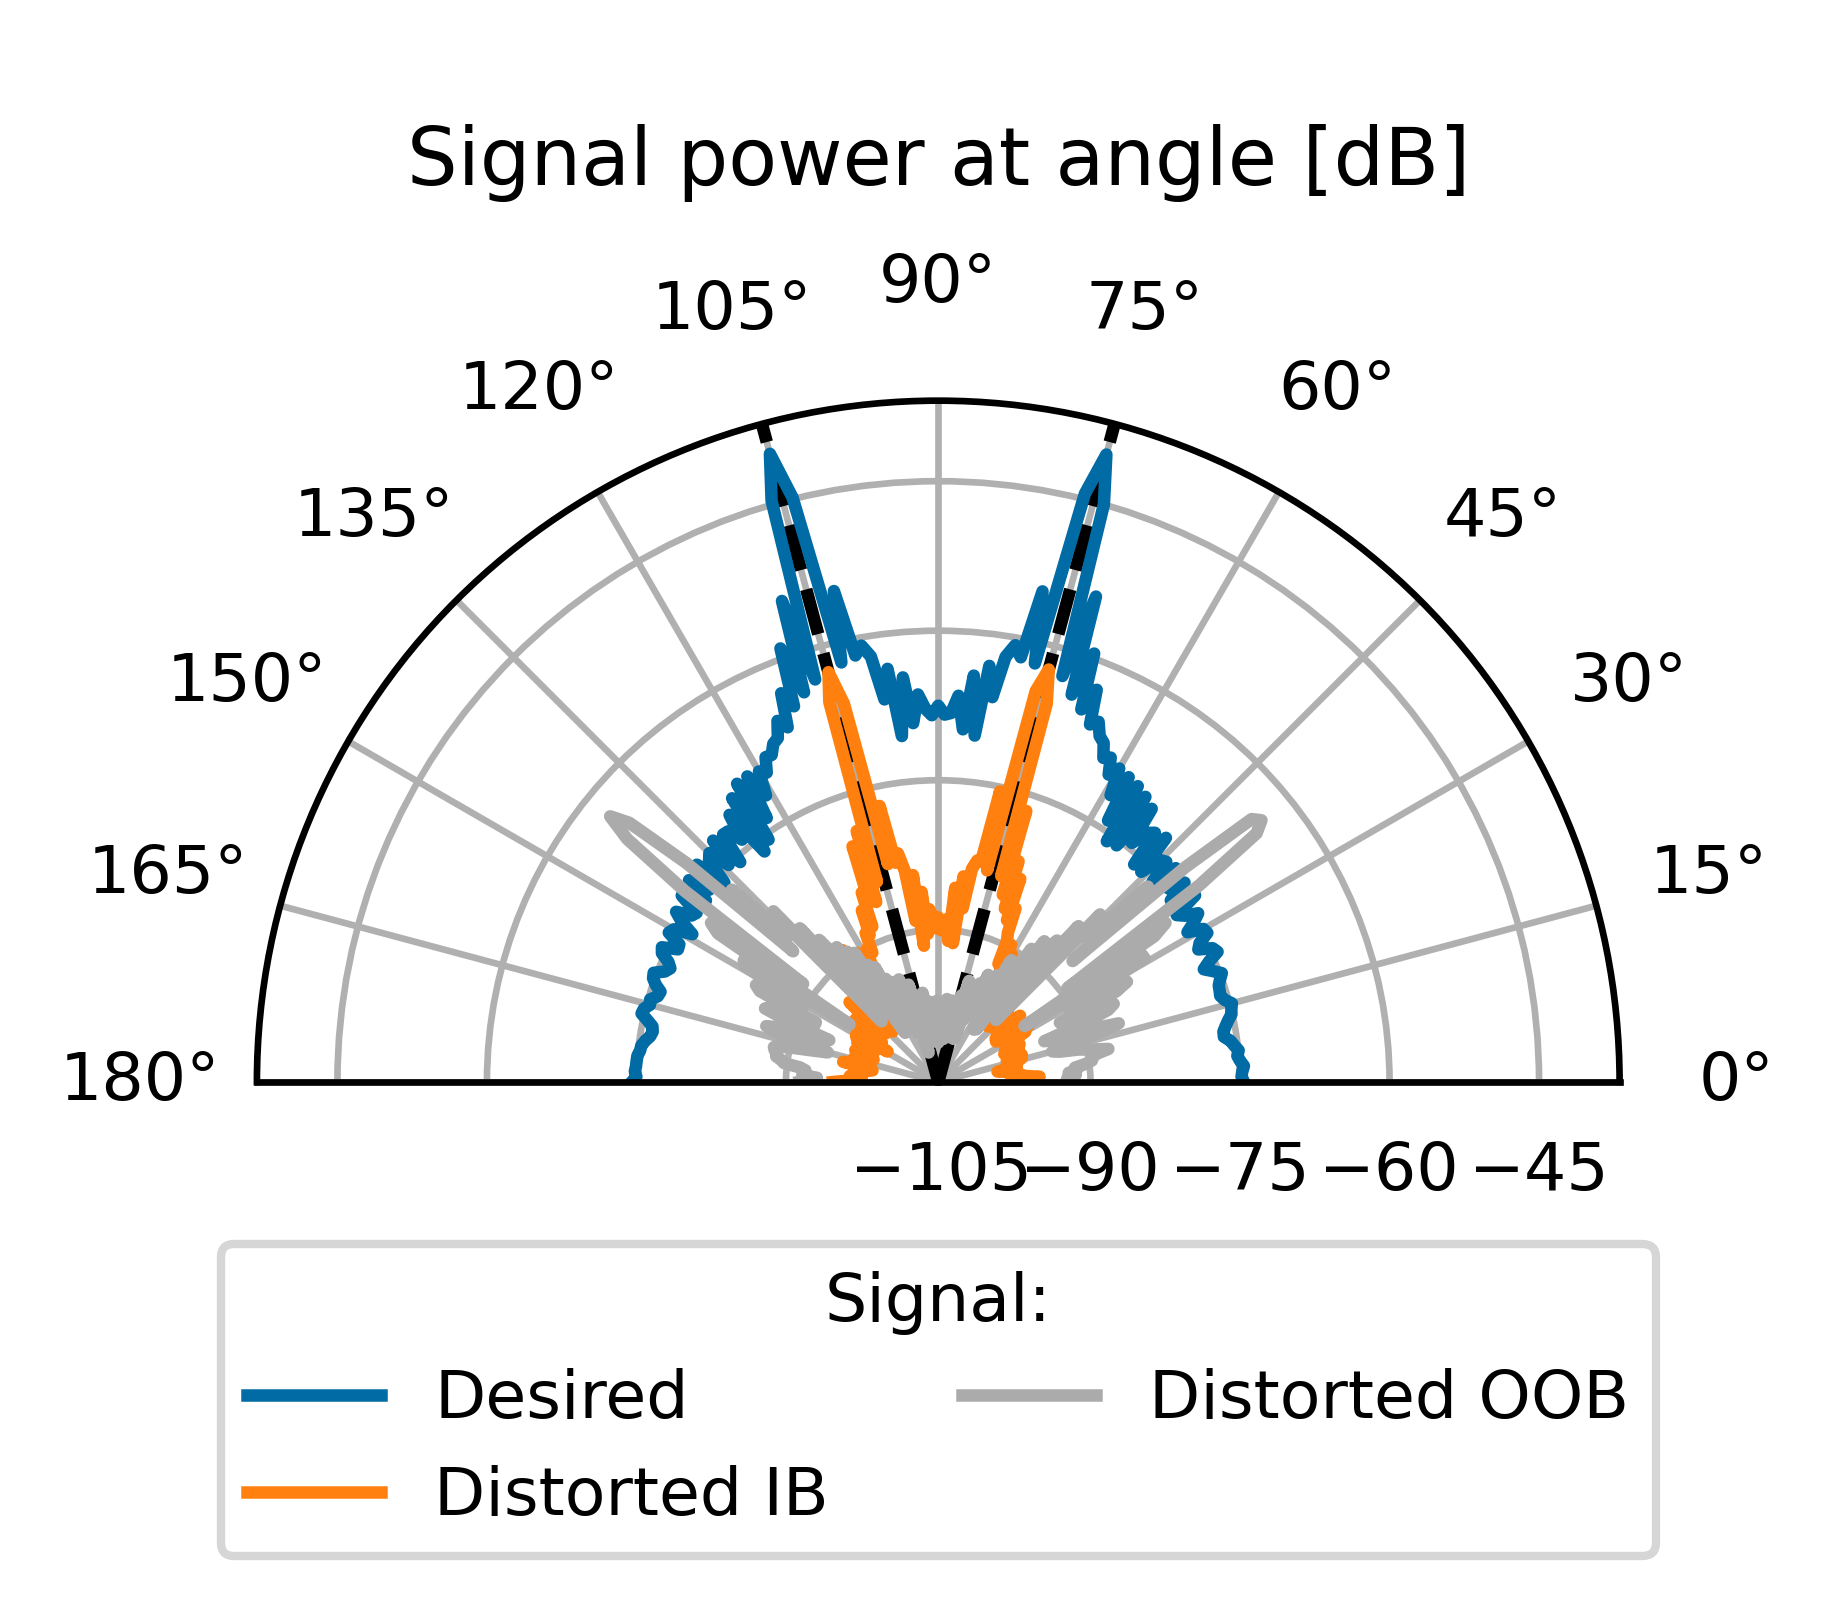 Signal power at angle [dB]
90°
105° 75°
120° 60°
135° 45°
150° 30°
165° 15°
180° 0°
−105 −90 −75 −60 −45
Signal:
Desired Distorted OOB
Distorted IB